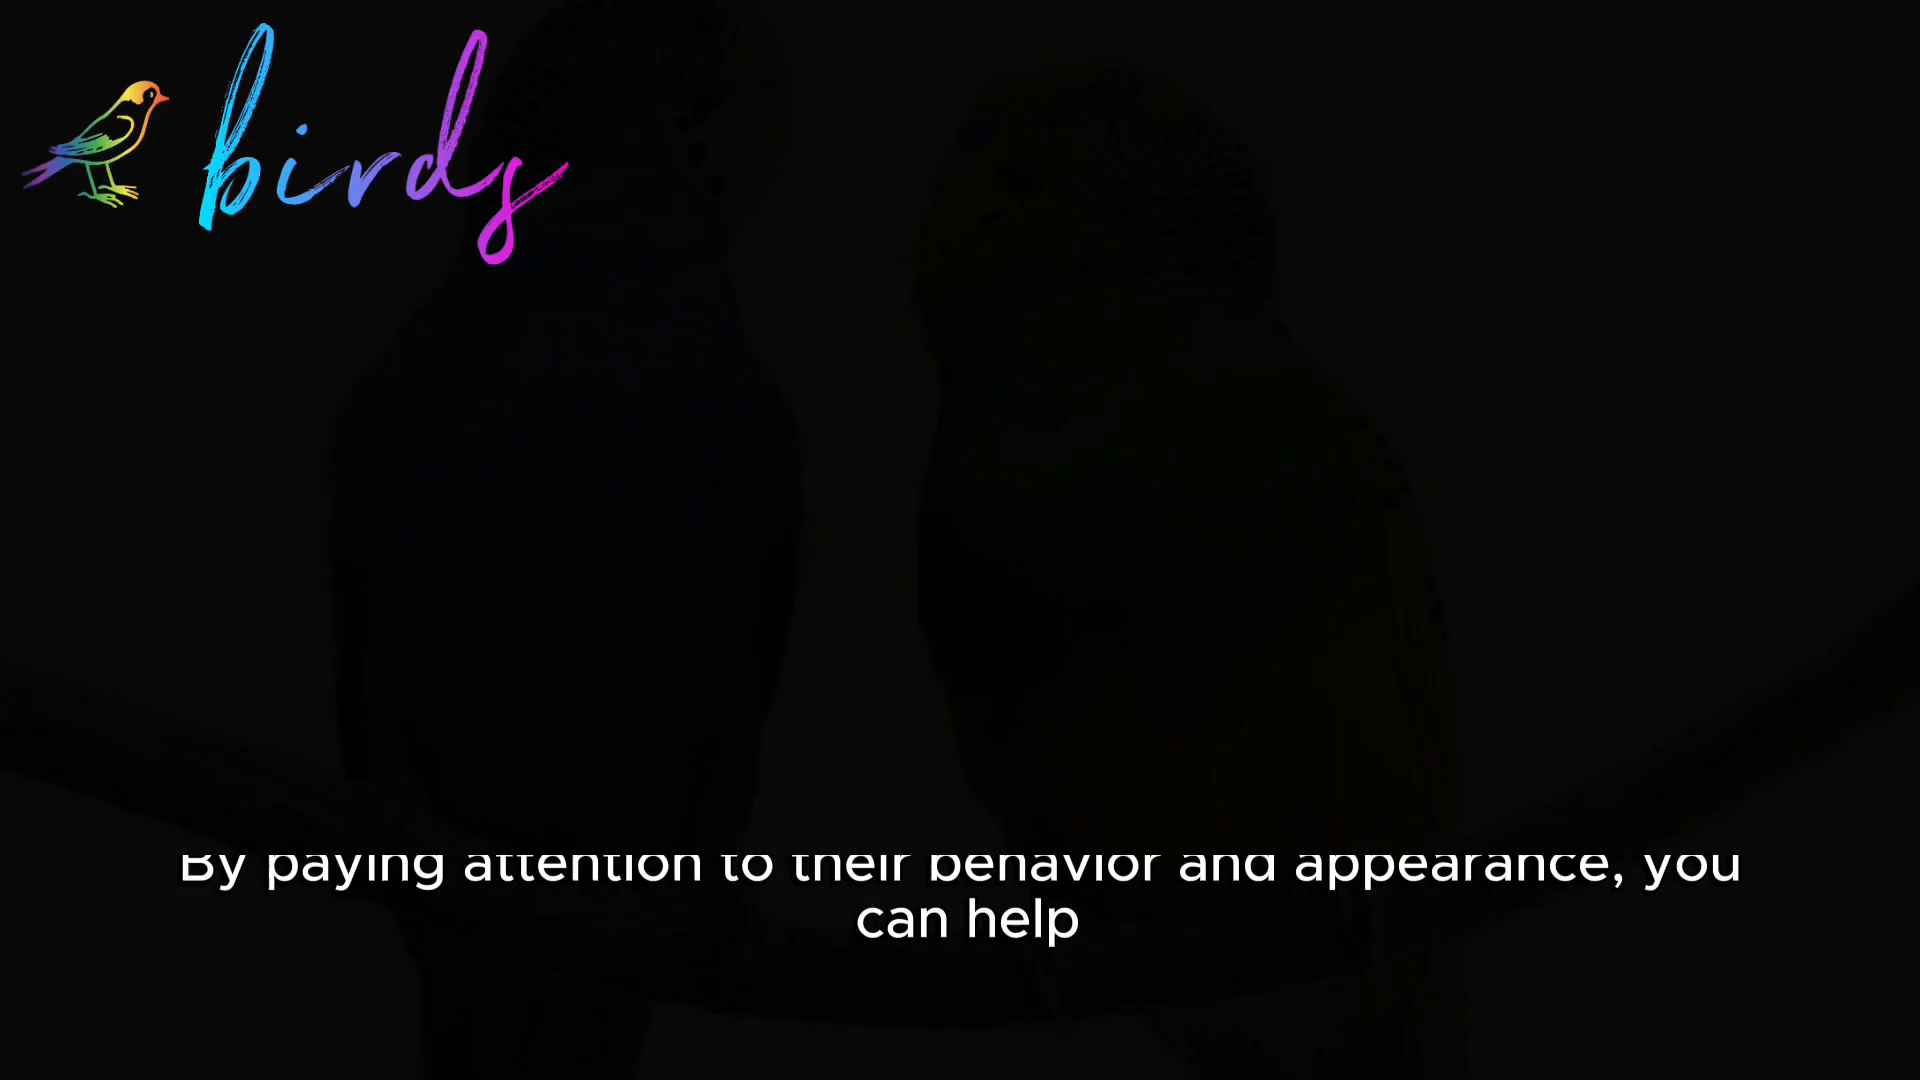 birds
By paying attention to their behavior and appearance, you
can help